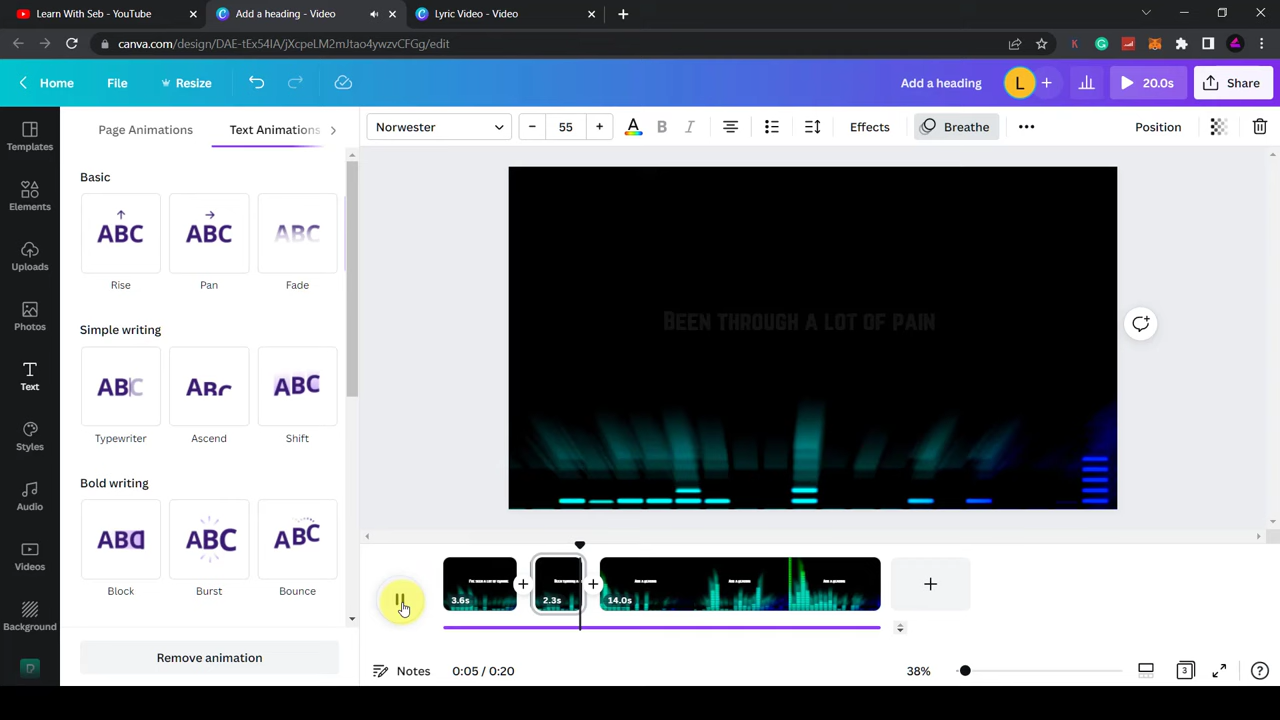 Learn With Seb - YouTube
Add a heading - Video
Lyric Video - Video
canva.com/design/DAE-tEx54IA/jXcpeLM2mJtao4ywzvCFGg/edit
Home
File
Resize
Add a heading
L
20.0s
Share
Page Animations
Text Animations
Norwester
55
A
B
I
Effects
Breathe
Position
Templates
Elements
Uploads
Photos
Text
Styles
Audio
Videos
Background
Basic
ABC
ABC
ABC
Rise
Pan
Fade
Simple writing
ABC
ABC
ABC
Typewriter
Ascend
Shift
Bold writing
ABC
ABC
ABC
Block
Burst
Bounce
Remove animation
Been through a lot of pain
3.6s
2.3s
14.0s
Notes
0:05 / 0:20
38%
3